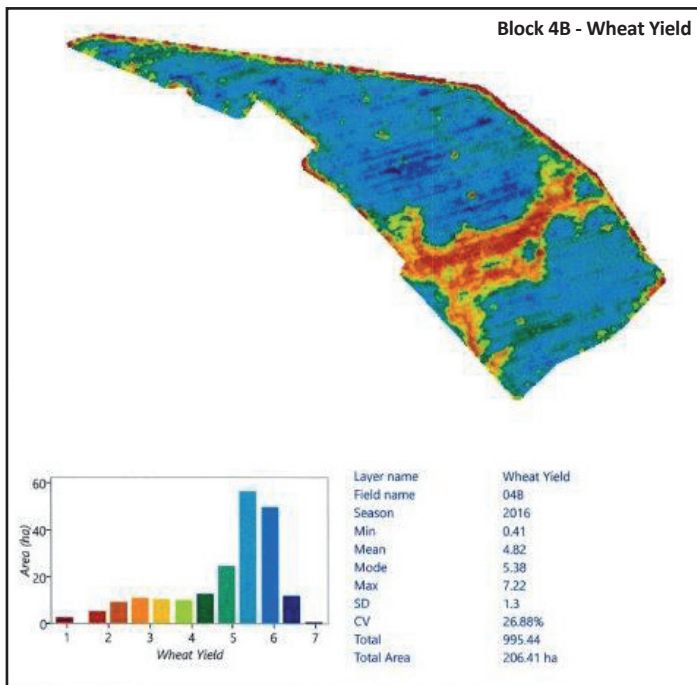 Block 4B - Wheat Yield
60
40
20
0
Area (ha)
1 2 3 4 5 6 7
Wheat Yield
Layer name Wheat Yield
Field name 04B
Season 2016
Min 0.41
Mean 4.82
Mode 5.38
Max 7.22
SD 1.3
CV 26.88%
Total 995.44
Total Area 206.41 ha